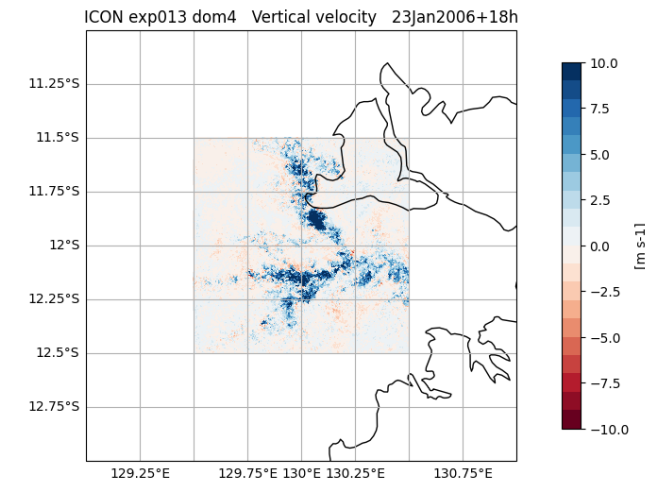 ICON exp013 dom4   Vertical velocity   23Jan2006+18h
11.25°S
11.5°S
11.75°S
12°S
12.25°S
12.5°S
12.75°S
129.25°E
129.75°E
130°E
130.25°E
130.75°E
10.0
7.5
5.0
2.5
0.0
−2.5
−5.0
−7.5
−10.0
[m s-1]